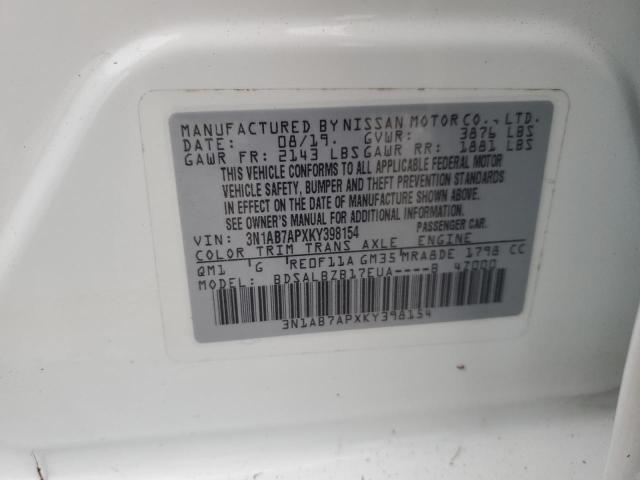 MANUFACTURED BY NISSAN MOTOR CO., LTD.
DATE: 08/19. GVWR: 3876 LBS
GAWR FR: 2143 LBS GAWR RR: 1881 LBS
THIS VEHICLE CONFORMS TO ALL APPLICABLE FEDERAL MOTOR
VEHICLE SAFETY, BUMPER AND THEFT PREVENTION STANDARDS
IN EFFECT ON THE DATE OF MANUFACTURE SHOWN ABOVE.
SEE OWNER'S MANUAL FOR ADDITIONAL INFORMATION.
VIN: 3N1AB7APXKY398154 PASSENGER CAR.
COLOR TRIM TRANS AXLE ENGINE
QM1 G RE0F11A GM35 MRA8DE 1798 CC
MODEL: BDSALBZB17EUA----B 47000
3N1AB7APXKY398154